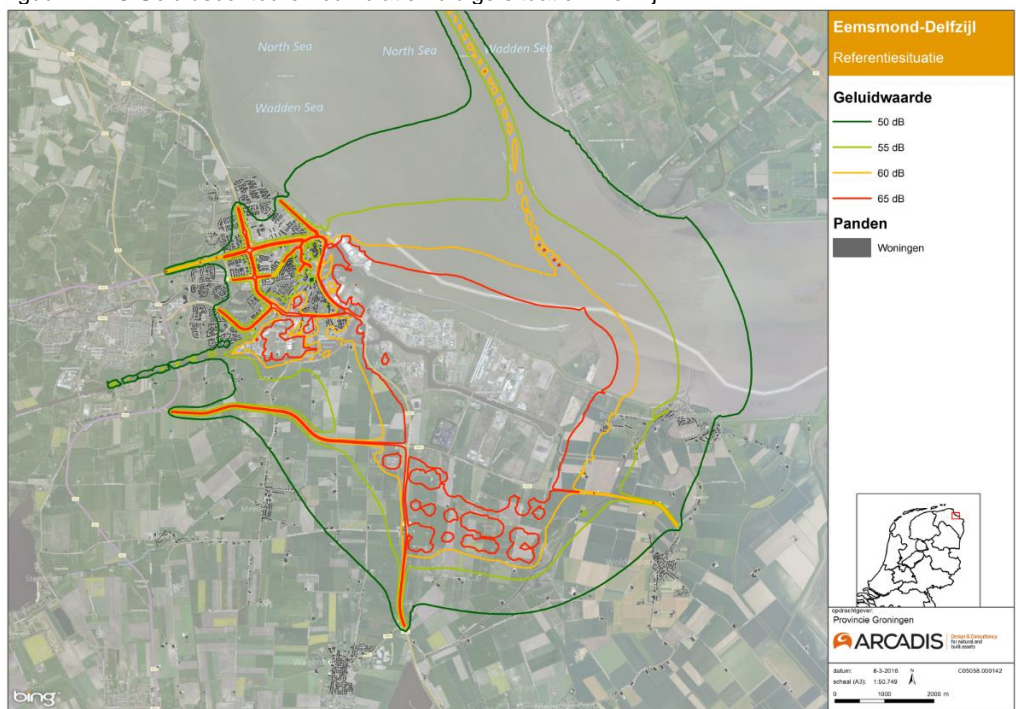 Eemsmond-Delfzijl
Referentiesituatie
Geluidwaarde
50 dB
55 dB
60 dB
65 dB
Panden
Woningen
North Sea
North Sea
Wadden Sea
Wadden Sea
opdrachtgever:
Provincie Groningen
ARCADIS
Design & Consultancy
for natural and
built assets
datum: 8-3-2016 N C05058.000142
schaal (A3): 1:50.749
0 1000 2000 m
bing